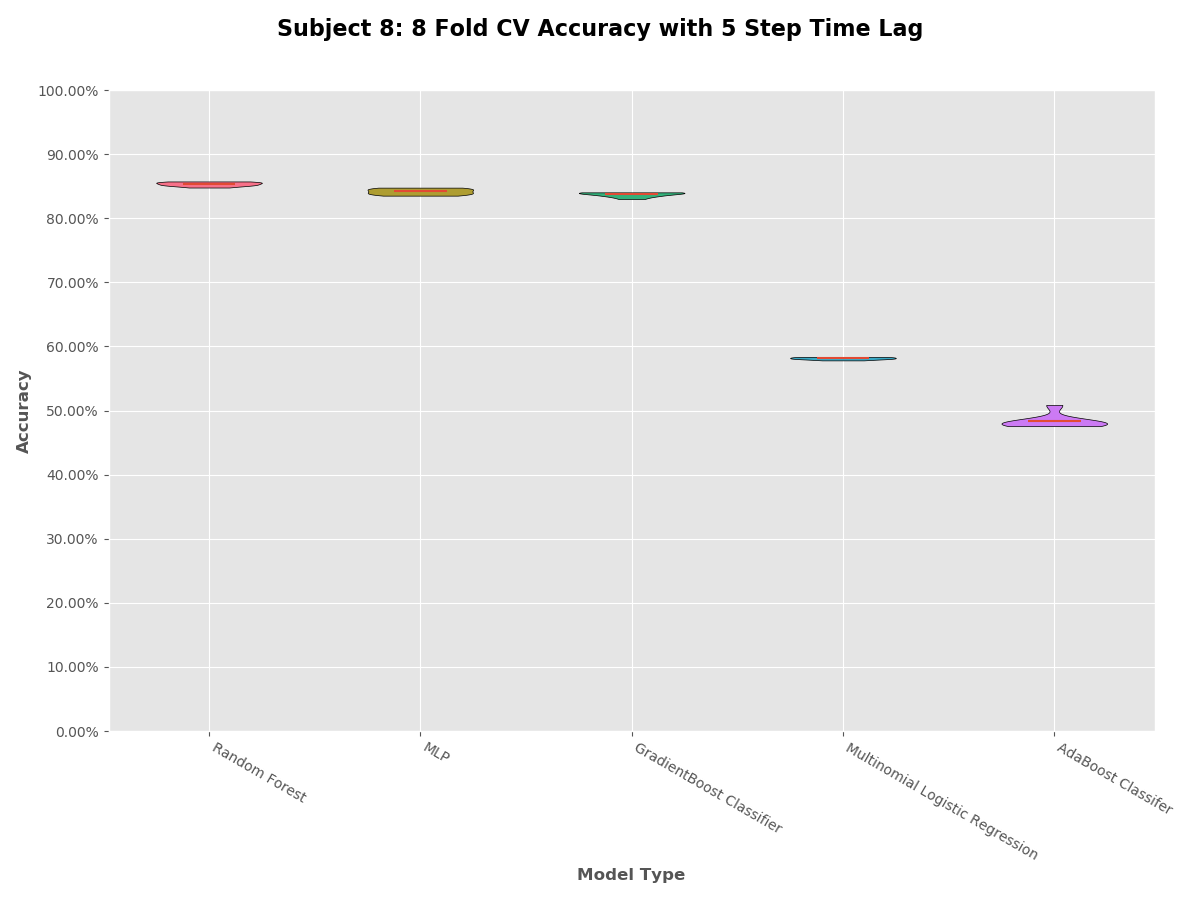 Subject 8: 8 Fold CV Accuracy with 5 Step Time Lag
100.00%
90.00%
80.00%
70.00%
60.00%
50.00%
40.00%
30.00%
20.00%
10.00%
0.00%
Accuracy
Random Forest
MLP
GradientBoost Classifier
Multinomial Logistic Regression
AdaBoost Classifer
Model Type